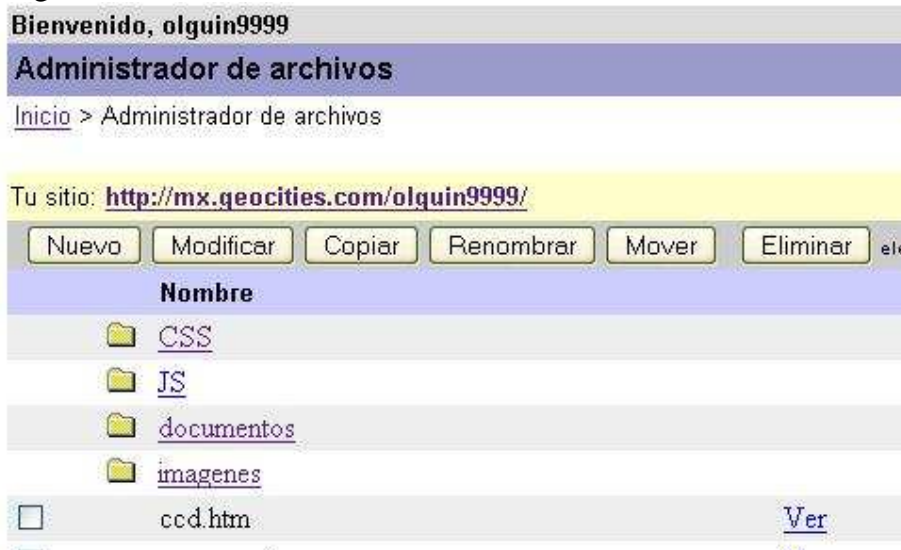 Bienvenido, olguin9999
Administrador de archivos
Inicio > Administrador de archivos
Tu sitio: http://mx.geocities.com/olguin9999/
Nuevo Modificar Copiar Renombrar Mover Eliminar
Nombre
CSS
JS
documentos
imagenes
ccd.htm Ver